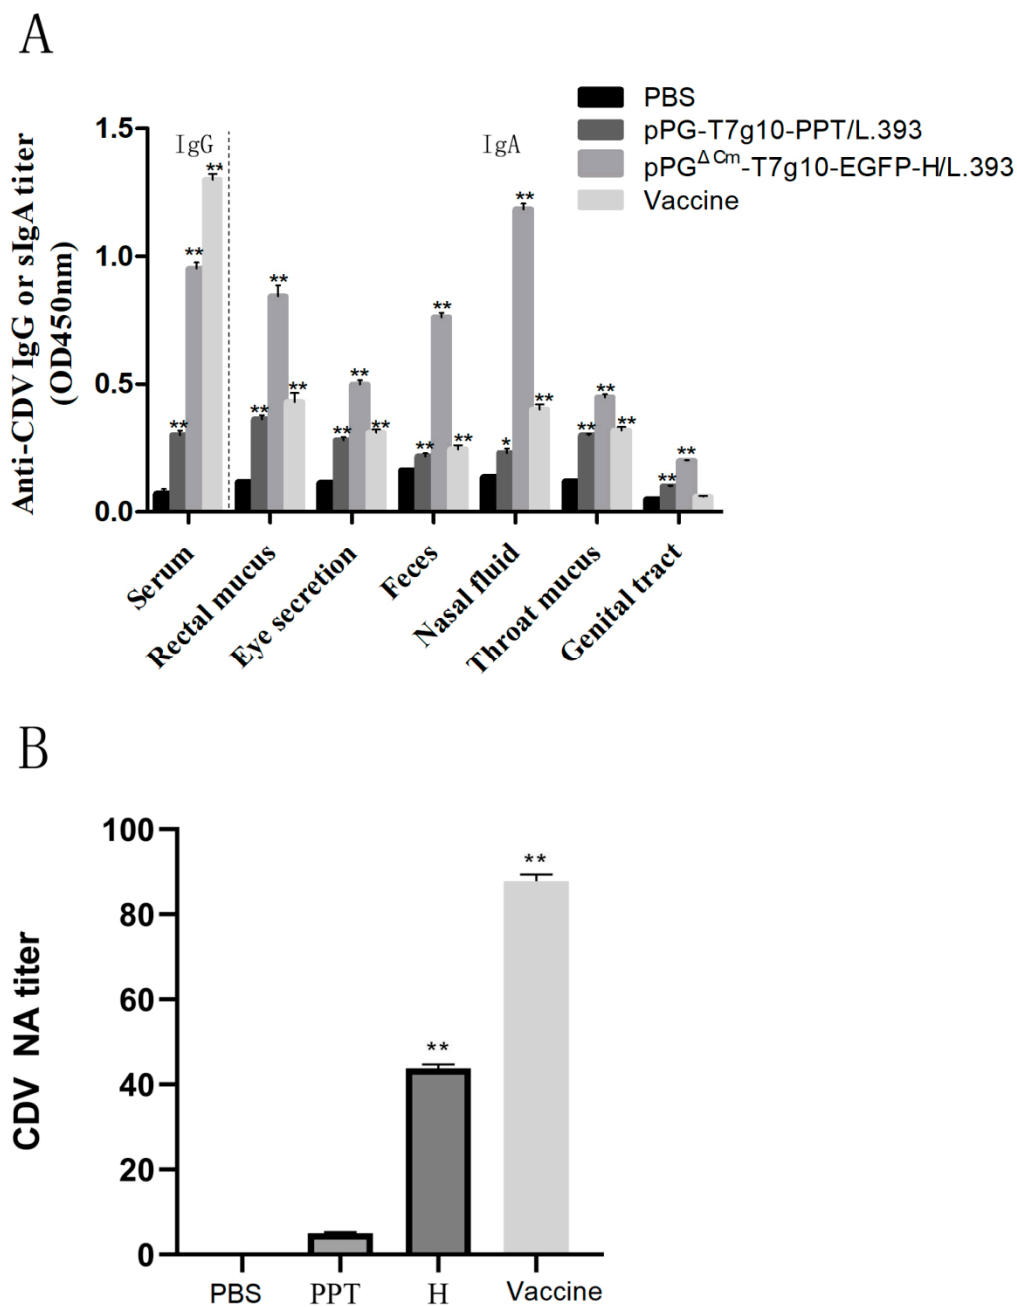 A
PBS
pPG-T7g10-PPT/L.393
pPG^ΔCm-T7g10-EGFP-H/L.393
Vaccine
Anti-CDV IgG or sIgA titer
(OD450nm)
1.5
1.0
0.5
0.0
IgG
IgA
**
**
**
**
**
**
**
**
**
**
**
**
*
**
**
**
**
**
**
**
Serum
Rectal mucus
Eye secretion
Feces
Nasal fluid
Throat mucus
Genital tract
B
CDV NA titer
100
80
60
40
20
0
**
**
PBS
PPT
H
Vaccine